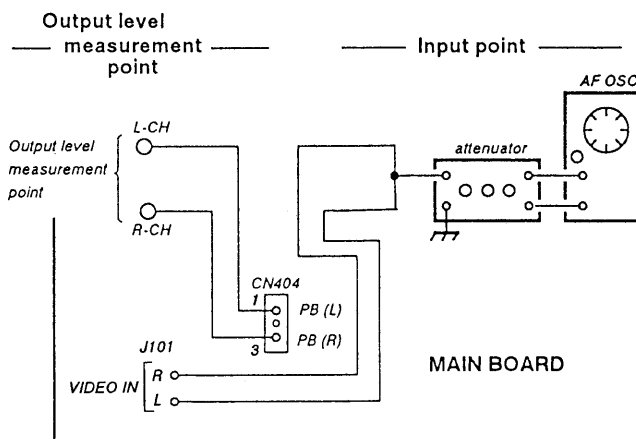 Output level
measurement
point
Input point
AF OSC
L-CH
attenuator
Output level
measurement
point
R-CH
CN404
1
PB (L)
3
PB (R)
J101
MAIN BOARD
VIDEO IN
R
L